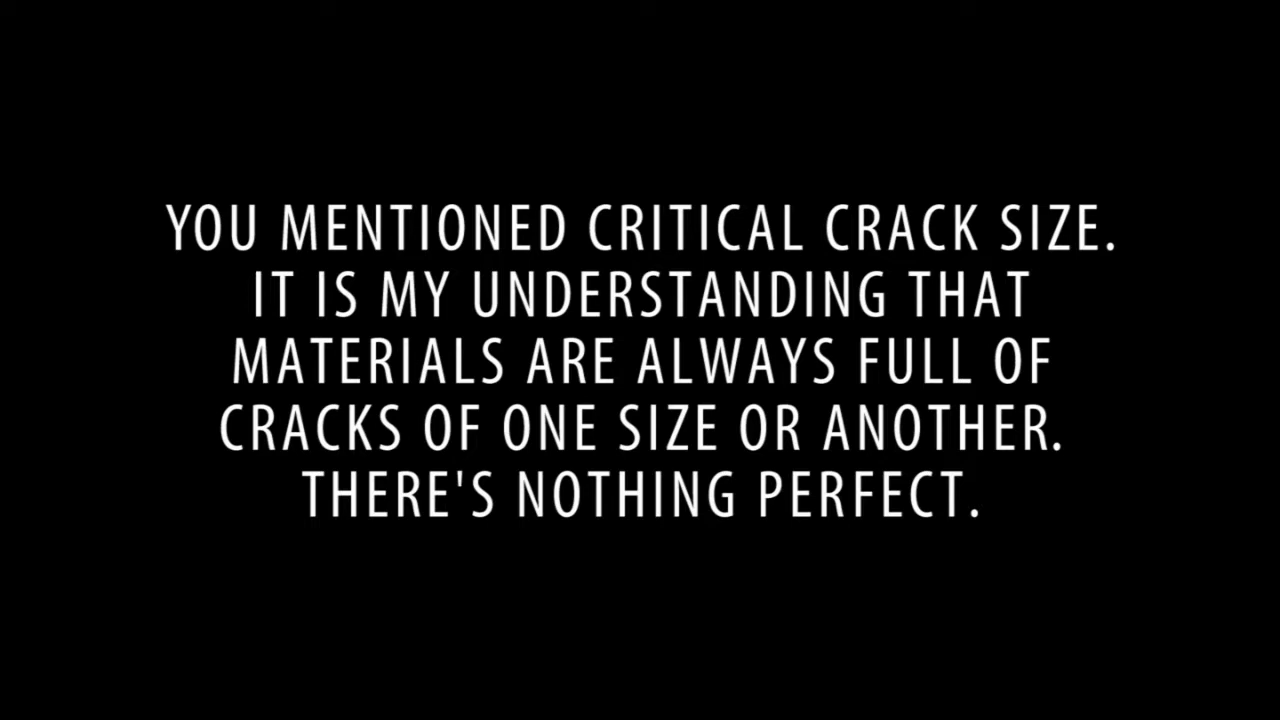 YOU MENTIONED CRITICAL CRACK SIZE.
IT IS MY UNDERSTANDING THAT
MATERIALS ARE ALWAYS FULL OF
CRACKS OF ONE SIZE OR ANOTHER.
THERE'S NOTHING PERFECT.